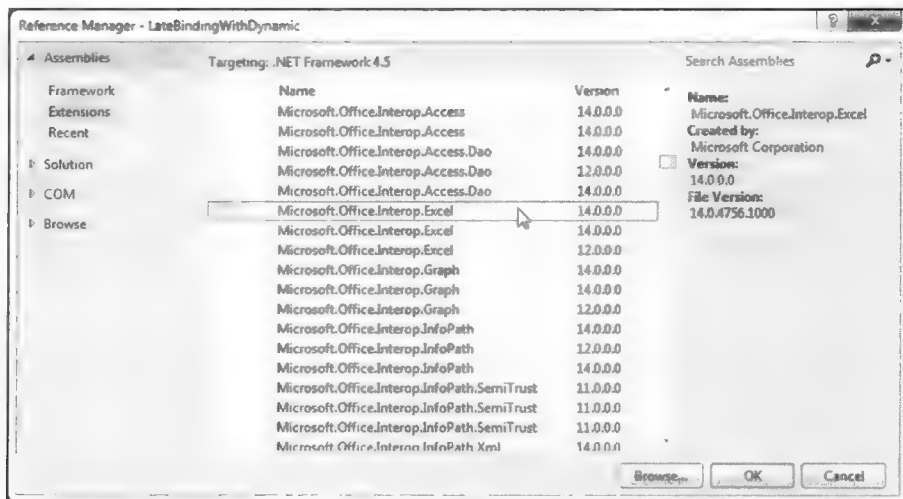 Reference Manager - LateBindingWithDynamic
Assemblies
Framework
Extensions
Recent
Solution
COM
Browse
Targeting: .NET Framework 4.5
Name Version
Microsoft.Office.Interop.Access 14.0.0.0
Microsoft.Office.Interop.Access 14.0.0.0
Microsoft.Office.Interop.Access.Dao 14.0.0.0
Microsoft.Office.Interop.Access.Dao 12.0.0.0
Microsoft.Office.Interop.Access.Dao 14.0.0.0
Microsoft.Office.Interop.Excel 14.0.0.0
Microsoft.Office.Interop.Excel 14.0.0.0
Microsoft.Office.Interop.Excel 12.0.0.0
Microsoft.Office.Interop.Graph 14.0.0.0
Microsoft.Office.Interop.Graph 14.0.0.0
Microsoft.Office.Interop.Graph 12.0.0.0
Microsoft.Office.Interop.InfoPath 14.0.0.0
Microsoft.Office.Interop.InfoPath 12.0.0.0
Microsoft.Office.Interop.InfoPath 14.0.0.0
Microsoft.Office.Interop.InfoPath.SemiTrust 11.0.0.0
Microsoft.Office.Interop.InfoPath.SemiTrust 11.0.0.0
Microsoft.Office.Interop.InfoPath.SemiTrust 11.0.0.0
Microsoft.Office.Interop.InfoPath.Xml 14.0.0.0
Search Assemblies
Name:
Microsoft.Office.Interop.Excel
Created by:
Microsoft Corporation
Version:
14.0.0.0
File Version:
14.0.4756.1000
Browse... OK Cancel